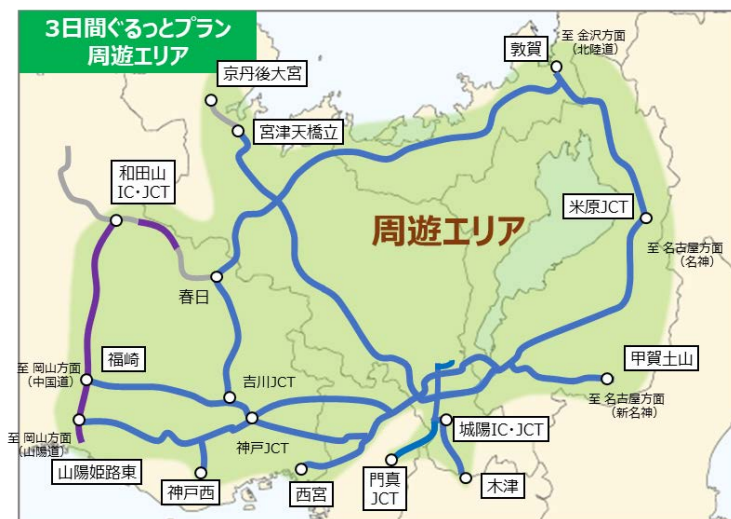 3日間ぐるっとプラン
周遊エリア
敦賀
至 金沢方面
(北陸道)
京丹後大宮
宮津天橋立
和田山
IC・JCT
周遊エリア
米原JCT
至 名古屋方面
(名神)
春日
至 岡山方面
(中国道)
福崎
吉川JCT
甲賀土山
至 名古屋方面
(新名神)
至 岡山方面
(山陽道)
神戸JCT
城陽IC・JCT
山陽姫路東
神戸西
西宮
門真
JCT
木津